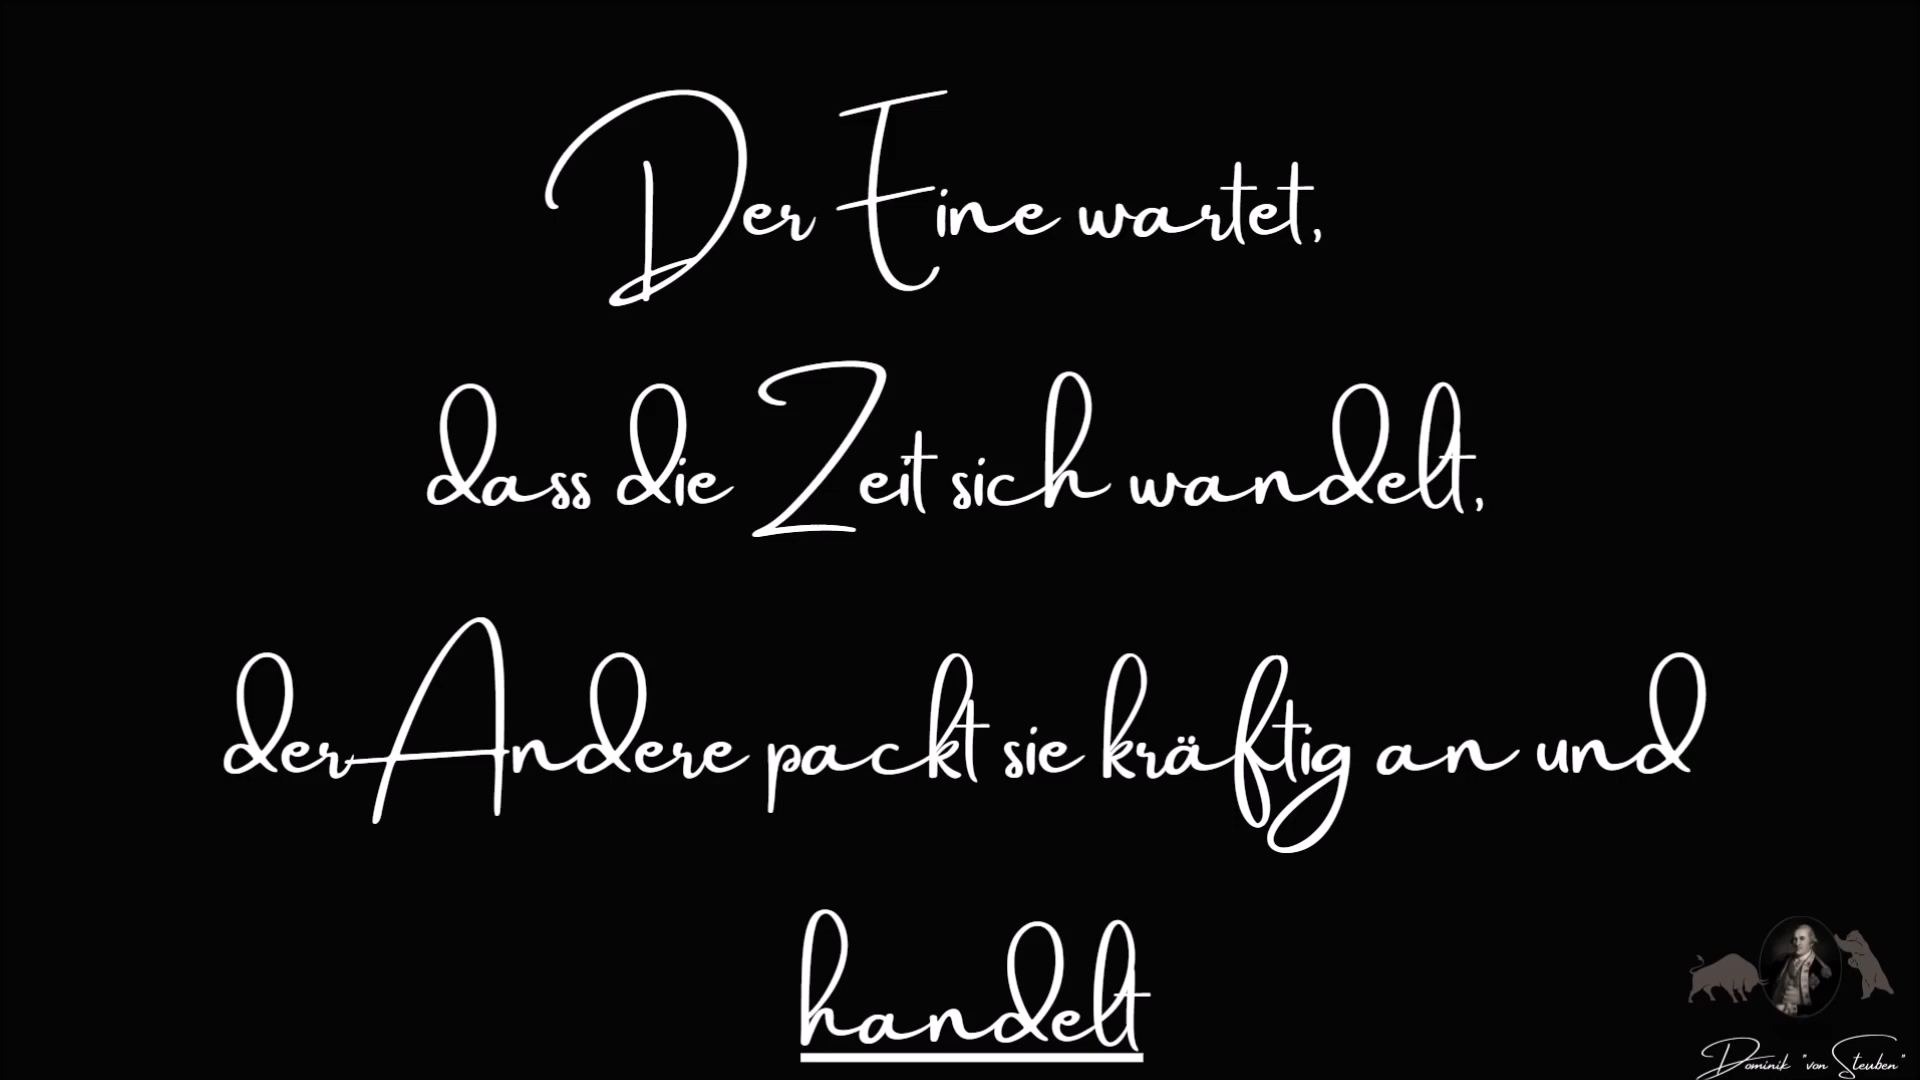 Der Eine wartet,
dass die Zeit sich wandelt,
der Andere packt sie kräftig an und
handelt
Dominik "von Steuben"